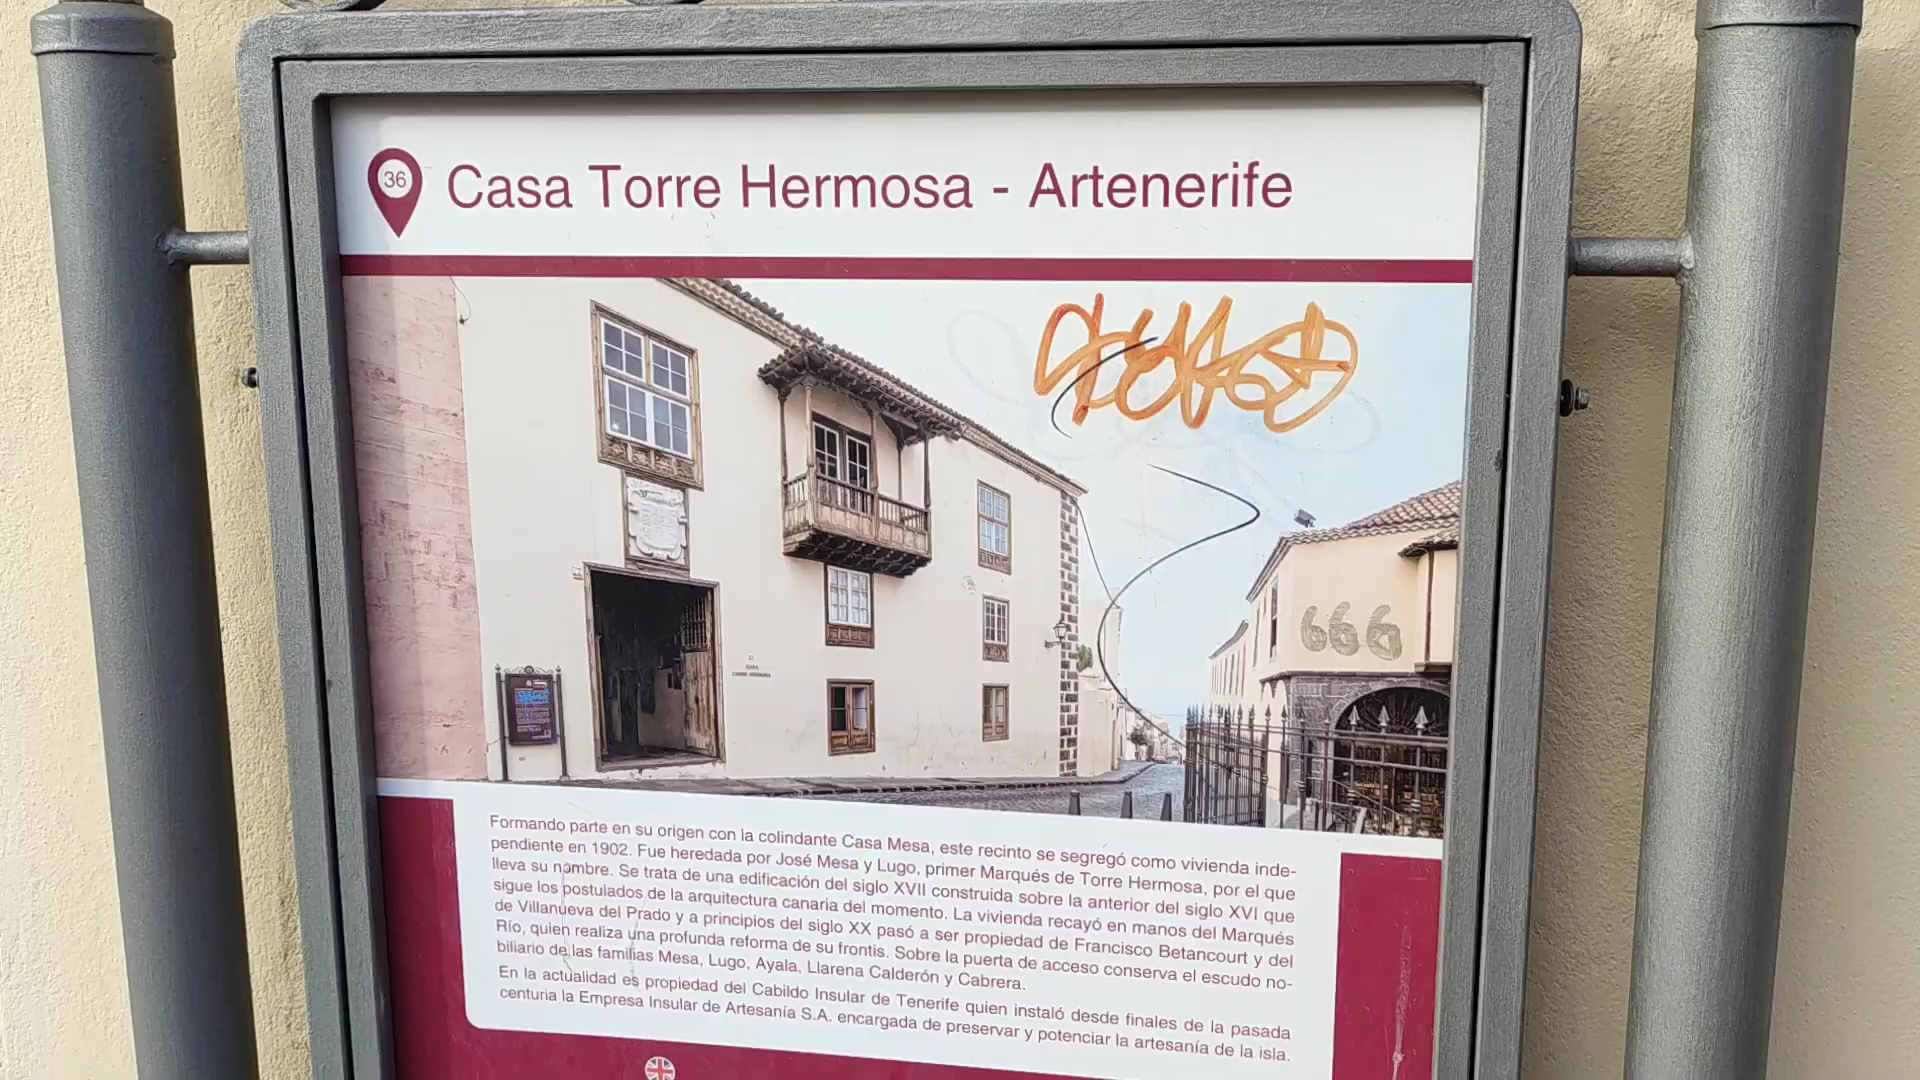 36
Casa Torre Hermosa - Artenerife
666
CASA
TORRE HERMOSA
Formando parte en su origen con la colindante Casa Mesa, este recinto se segregó como vivienda inde-
pendiente en 1902. Fue heredada por José Mesa y Lugo, primer Marqués de Torre Hermosa, por el que
lleva su nombre. Se trata de una edificación del siglo XVII construida sobre la anterior del siglo XVI que
sigue los postulados de la arquitectura canaria del momento. La vivienda recayó en manos del Marqués
de Villanueva del Prado y a principios del siglo XX pasó a ser propiedad de Francisco Betancourt y del
Río, quien realiza una profunda reforma de su frontis. Sobre la puerta de acceso conserva el escudo no-
biliario de las familias Mesa, Lugo, Ayala, Llarena Calderón y Cabrera.
En la actualidad es propiedad del Cabildo Insular de Tenerife quien instaló desde finales de la pasada
centuria la Empresa Insular de Artesanía S.A. encargada de preservar y potenciar la artesanía de la isla.